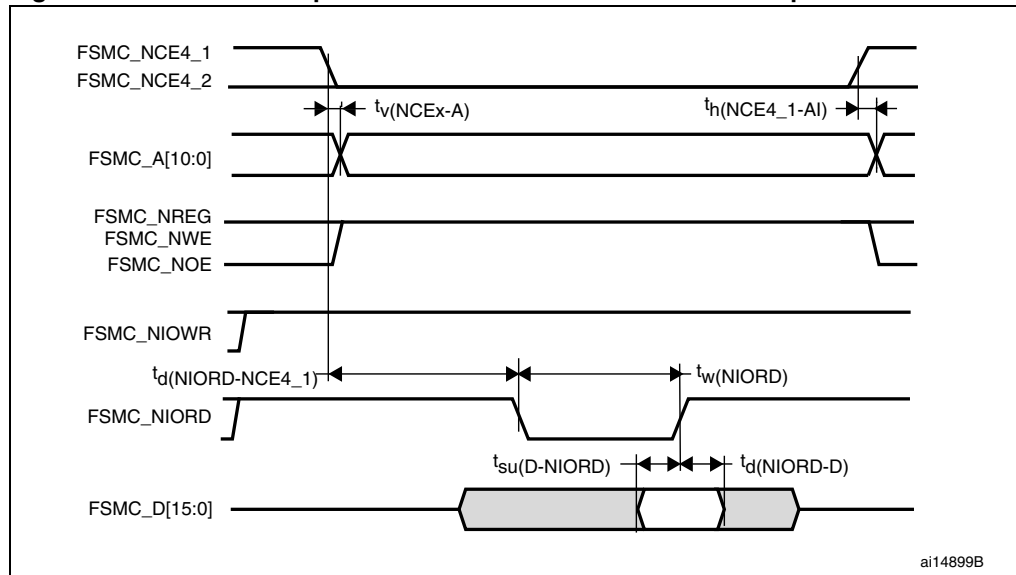 FSMC_NCE4_1
FSMC_NCE4_2
tv(NCEx-A)
th(NCE4_1-AI)
FSMC_A[10:0]
FSMC_NREG
FSMC_NWE
FSMC_NOE
FSMC_NIOWR
td(NIORD-NCE4_1)
tw(NIORD)
FSMC_NIORD
tsu(D-NIORD)
td(NIORD-D)
FSMC_D[15:0]
ai14899B